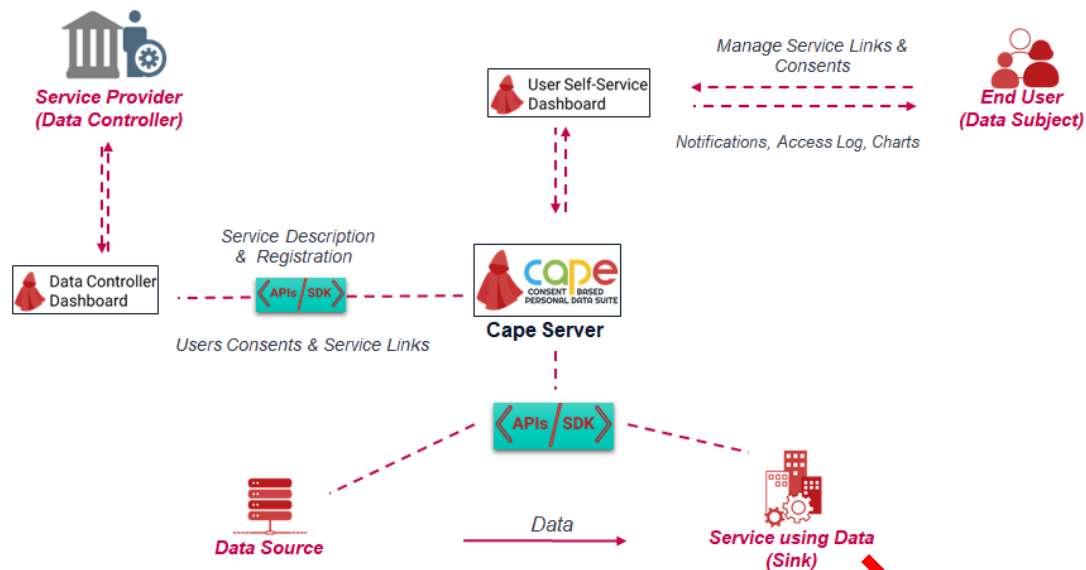 Service Provider
(Data Controller)
Manage Service Links &
Consents
User Self-Service
Dashboard
End User
(Data Subject)
Notifications, Access Log, Charts
Service Description
& Registration
Data Controller
Dashboard
APIs / SDK
cape
CONSENT BASED
PERSONAL DATA SUITE
Cape Server
Users Consents & Service Links
APIs / SDK
Data Source
Data
Service using Data
(Sink)